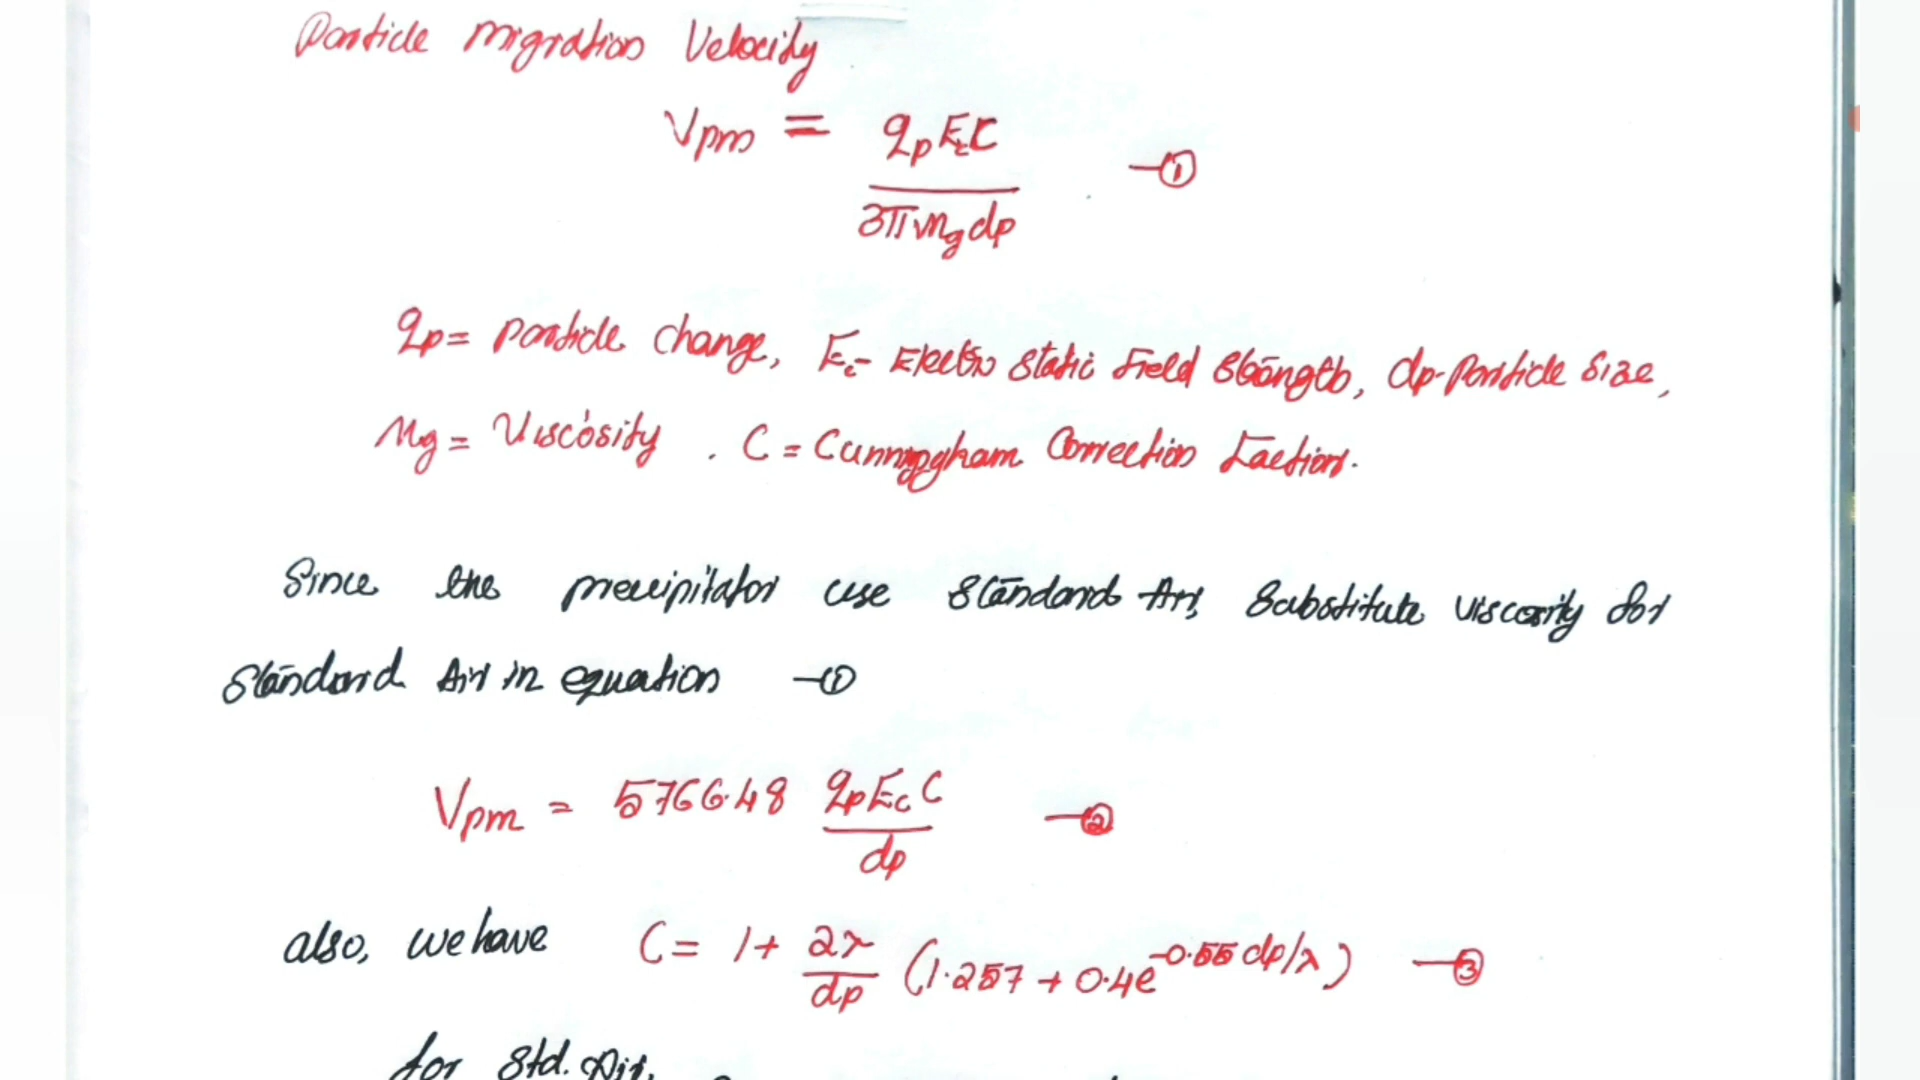 Particle Migration Velocity
Vpm = qpEcC / 3πμgdp —①
qp = particle charge, Ec - Electro Static Field Strength, dp - Particle Size,
μg = Viscosity . C = Cunningham Correction Factor.
Since the precipitator use Standard Air, Substitute viscosity for
Standard Air in equation —①
Vpm = 5766.48 qpEcC / dp —②
also, we have C = 1 + 2λ/dp (1.257 + 0.4e^-0.55dp/λ) —③
for Std. Air,